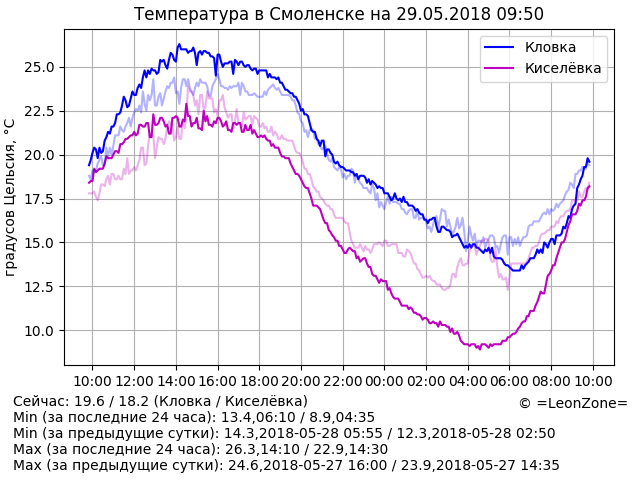 Температура в Смоленске на 29.05.2018 09:50
Кловка
Киселёвка
градусов Цельсия, °C
25.0
22.5
20.0
17.5
15.0
12.5
10.0
10:00 12:00 14:00 16:00 18:00 20:00 22:00 00:00 02:00 04:00 06:00 08:00 10:00
Сейчас: 19.6 / 18.2 (Кловка / Киселёвка)
© =LeonZone=
Min (за последние 24 часа): 13.4,06:10 / 8.9,04:35
Min (за предыдущие сутки): 14.3,2018-05-28 05:55 / 12.3,2018-05-28 02:50
Max (за последние 24 часа): 26.3,14:10 / 22.9,14:30
Max (за предыдущие сутки): 24.6,2018-05-27 16:00 / 23.9,2018-05-27 14:35